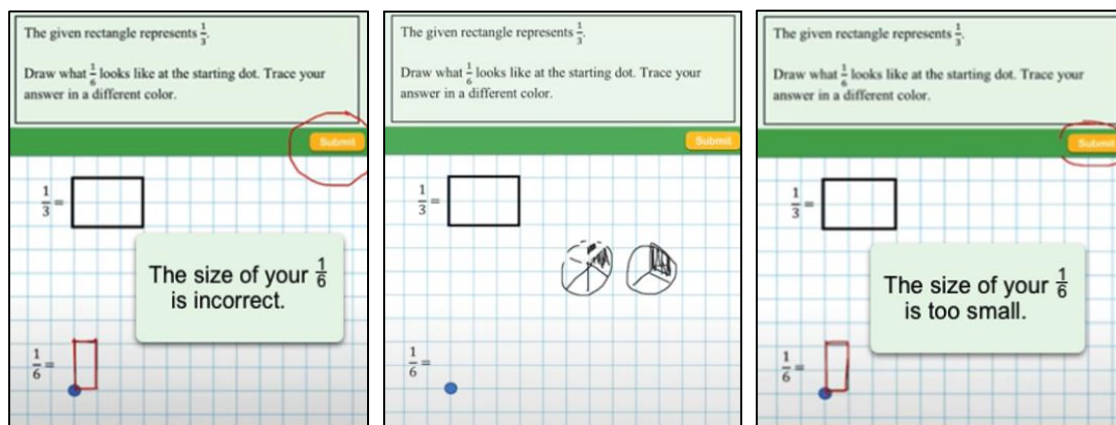 The given rectangle represents 1/3.
Draw what 1/6 looks like at the starting dot. Trace your
answer in a different color.
Submit
1/3 =
The size of your 1/6
is incorrect.
1/6 =
The given rectangle represents 1/3.
Draw what 1/6 looks like at the starting dot. Trace your
answer in a different color.
Submit
1/3 =
1/6 =
The given rectangle represents 1/3.
Draw what 1/6 looks like at the starting dot. Trace your
answer in a different color.
Submit
1/3 =
The size of your 1/6
is too small.
1/6 =